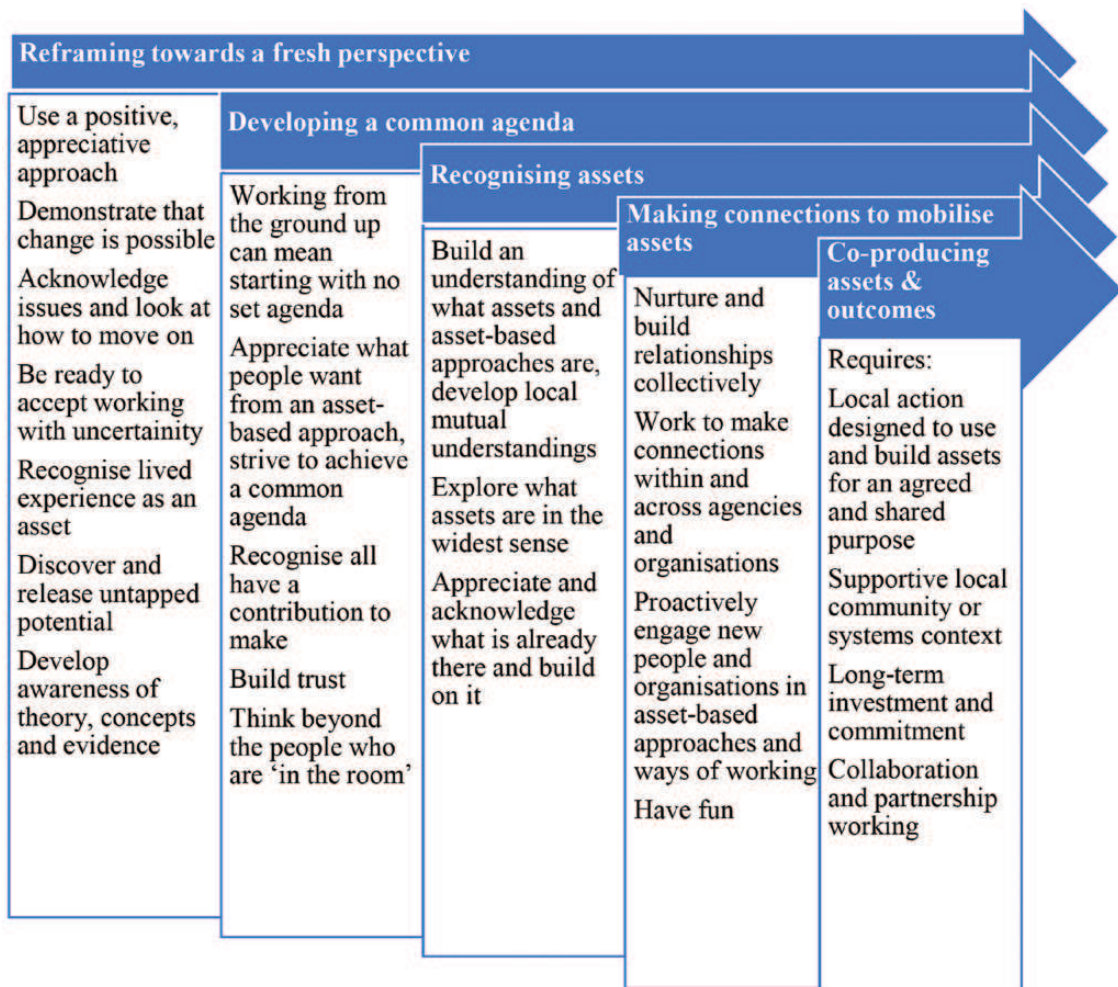 Reframing towards a fresh perspective
Use a positive,
appreciative
approach
Demonstrate that
change is possible
Acknowledge
issues and look at
how to move on
Be ready to
accept working
with uncertainity
Recognise lived
experience as an
asset
Discover and
release untapped
potential
Develop
awareness of
theory, concepts
and evidence
Developing a common agenda
Working from
the ground up
can mean
starting with no
set agenda
Appreciate what
people want
from an asset-
based approach,
strive to achieve
a common
agenda
Recognise all
have a
contribution to
make
Build trust
Think beyond
the people who
are ‘in the room’
Recognising assets
Build an
understanding of
what assets and
asset-based
approaches are,
develop local
mutual
understandings
Explore what
assets are in the
widest sense
Appreciate and
acknowledge
what is already
there and build
on it
Making connections to mobilise
assets
Nurture and
build
relationships
collectively
Work to make
connections
within and
across agencies
and
organisations
Proactively
engage new
people and
organisations in
asset-based
approaches and
ways of working
Have fun
Co-producing
assets &
outcomes
Requires:
Local action
designed to use
and build assets
for an agreed
and shared
purpose
Supportive local
community or
systems context
Long-term
investment and
commitment
Collaboration
and partnership
working